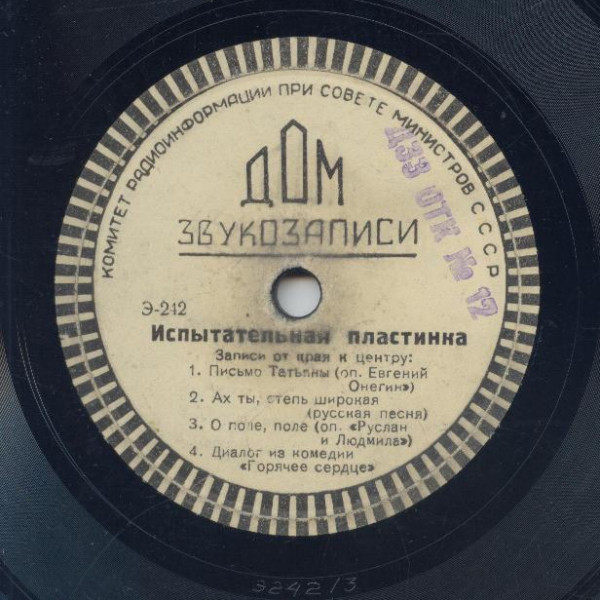 КОМИТЕТ РАДИОИНФОРМАЦИИ ПРИ СОВЕТЕ МИНИСТРОВ СССР
ДОМ
ЗВУКОЗАПИСИ
ДЗЗ ОТК № 12
Э-242
Испытательная пластинка
Записи от края к центру:
1. Письмо Татьяны (оп. Евгений
Онегин»)
2. Ах ты, степь широкая
(русская песня)
3. О поле, поле (оп. «Руслан
и Людмила»)
4. Диалог из комедии
«Горячее сердце»
3242/3